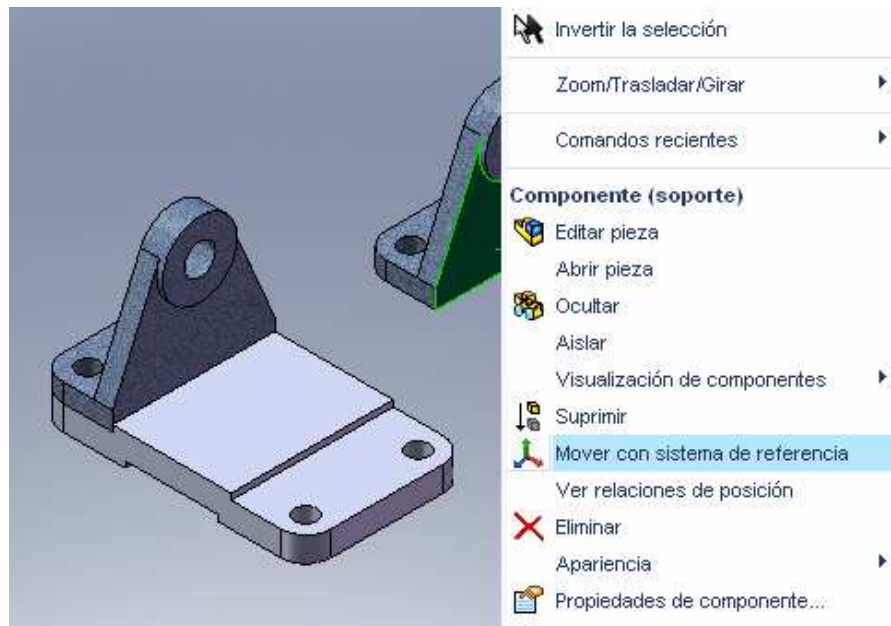 Invertir la selección
Zoom/Trasladar/Girar
Comandos recientes
Componente (soporte)
Editar pieza
Abrir pieza
Ocultar
Aislar
Visualización de componentes
Suprimir
Mover con sistema de referencia
Ver relaciones de posición
Eliminar
Apariencia
Propiedades de componente...